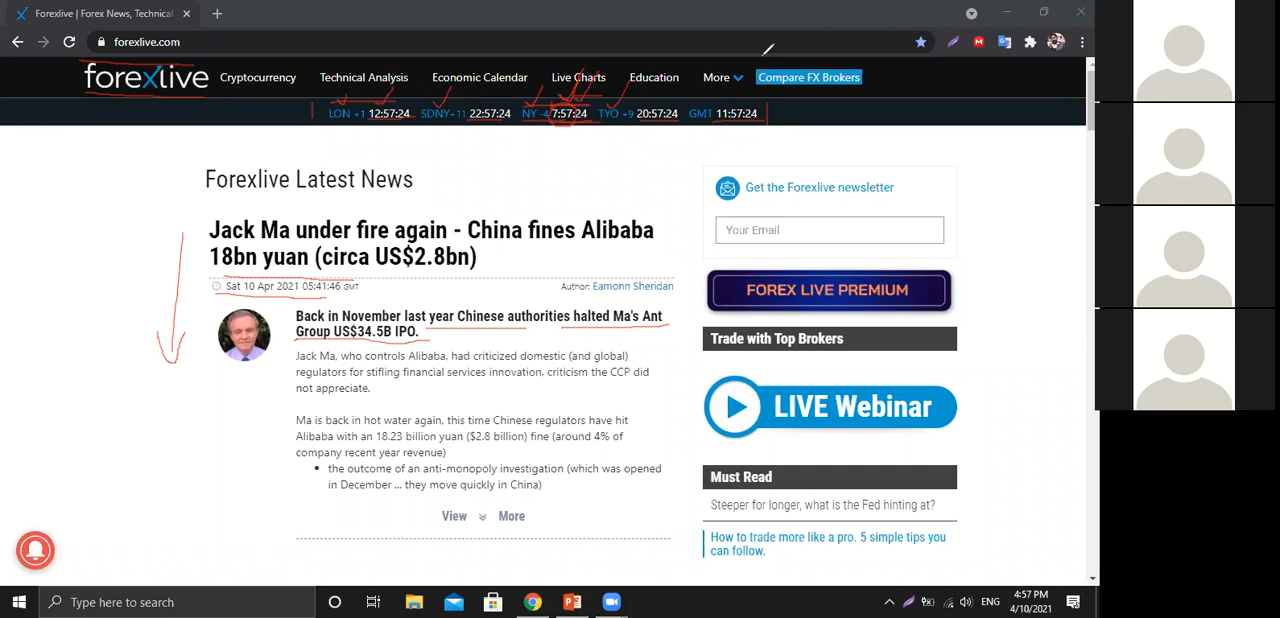 Forexlive | Forex News, Technical
forexlive.com
forexlive Cryptocurrency Technical Analysis Economic Calendar Live Charts Education More Compare FX Brokers
LON +1 12:57:24 SDNY+11 22:57:24 NY -4 7:57:24 TYO +9 20:57:24 GMT 11:57:24
Forexlive Latest News
Jack Ma under fire again - China fines Alibaba
18bn yuan (circa US$2.8bn)
Sat 10 Apr 2021 05:41:46 GMT
Author: Eamonn Sheridan
Back in November last year Chinese authorities halted Ma's Ant
Group US$34.5B IPO.
Jack Ma, who controls Alibaba, had criticized domestic (and global)
regulators for stifling financial services innovation, criticism the CCP did
not appreciate.
Ma is back in hot water again, this time Chinese regulators have hit
Alibaba with an 18.23 billion yuan ($2.8 billion) fine (around 4% of
company recent year revenue)
the outcome of an anti-monopoly investigation (which was opened
in December ... they move quickly in China)
View More
Get the Forexlive newsletter
Your Email
FOREX LIVE PREMIUM
Trade with Top Brokers
LIVE Webinar
Must Read
Steeper for longer, what is the Fed hinting at?
How to trade more like a pro. 5 simple tips you
can follow.
Type here to search
ENG
4:57 PM
4/10/2021